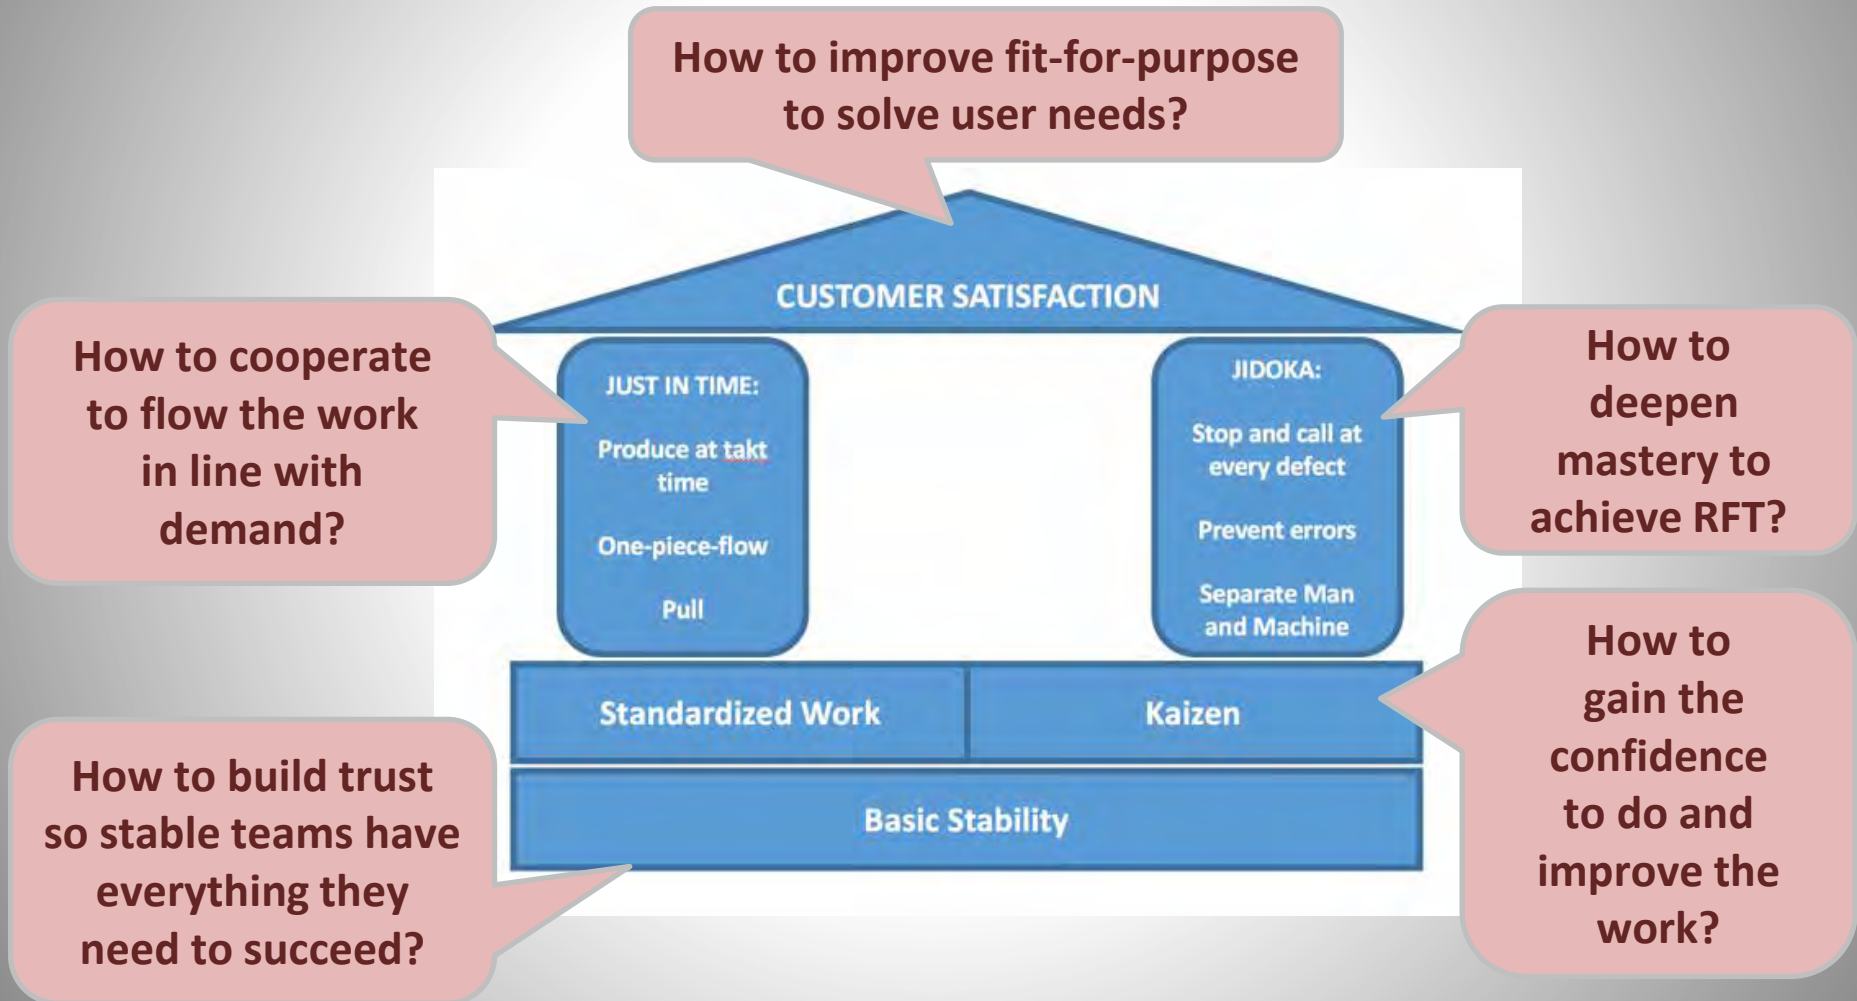 How to improve fit-for-purpose
to solve user needs?
CUSTOMER SATISFACTION
How to cooperate
to flow the work
in line with
demand?
JUST IN TIME:
Produce at takt
time
One-piece-flow
Pull
JIDOKA:
Stop and call at
every defect
Prevent errors
Separate Man
and Machine
How to
deepen
mastery to
achieve RFT?
Standardized Work
Kaizen
How to
gain the
confidence
to do and
improve the
work?
How to build trust
so stable teams have
everything they
need to succeed?
Basic Stability